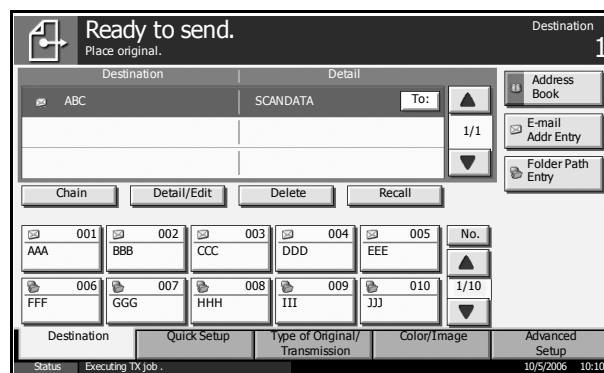 Ready to send.
Place original.
Destination
1
Destination Detail
ABC SCANDATA To:
1/1
Address
Book
E-mail
Addr Entry
Folder Path
Entry
Chain Detail/Edit Delete Recall
001 002 003 004 005 No.
AAA BBB CCC DDD EEE
006 007 008 009 010 1/10
FFF GGG HHH III JJJ
Destination Quick Setup Type of Original/
Transmission Color/Image Advanced
Setup
Status Executing TX job . 10/5/2006 10:10